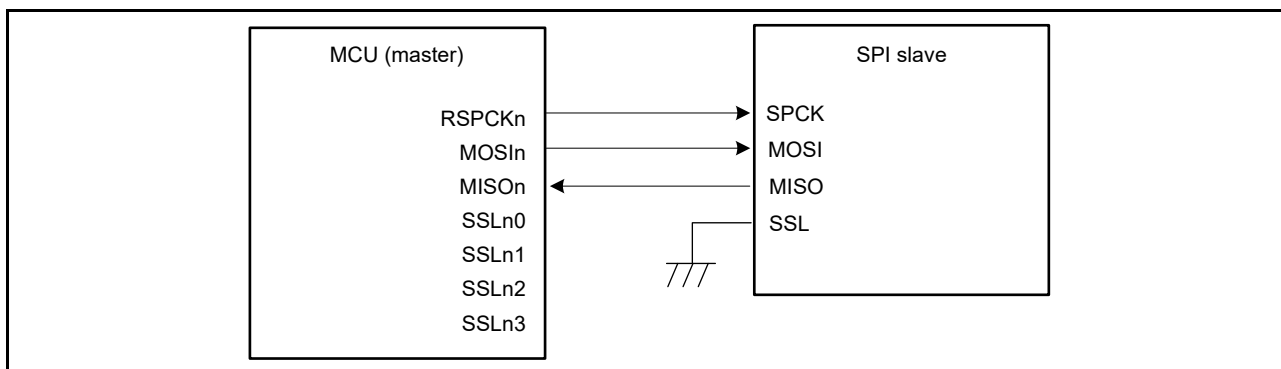 MCU (master)
RSPCKn
MOSIn
MISOn
SSLn0
SSLn1
SSLn2
SSLn3
SPI slave
SPCK
MOSI
MISO
SSL